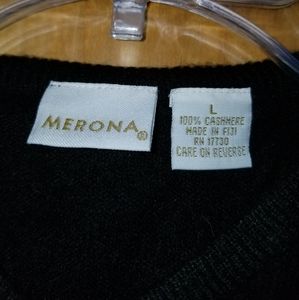 MERONA®
L
100% CASHMERE
MADE IN FIJI
RN 17730
CARE ON REVERSE